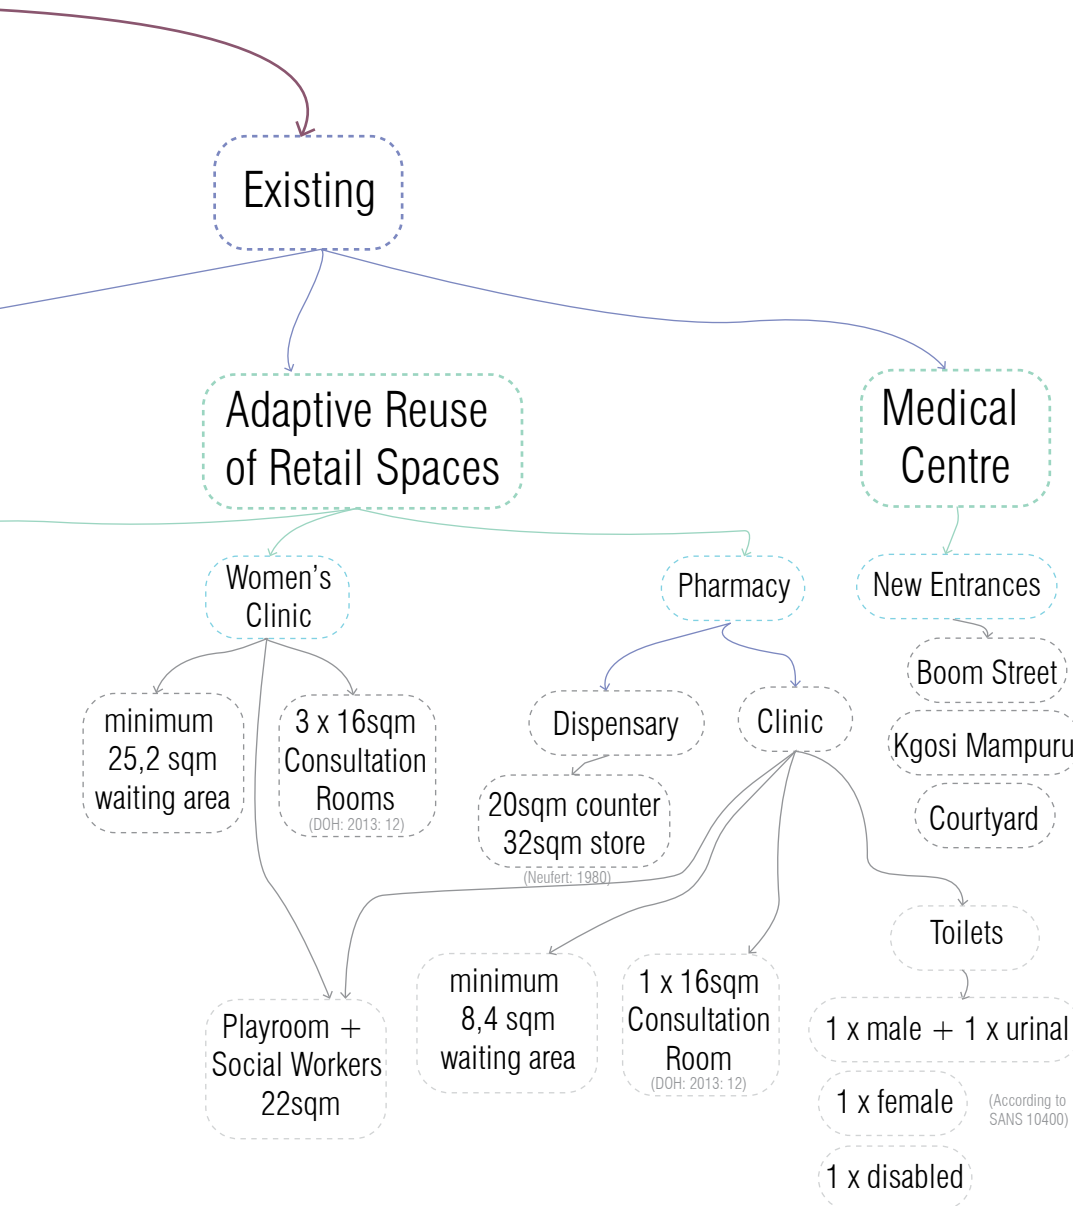 Existing
Adaptive Reuse
of Retail Spaces
Medical
Centre
Women’s
Clinic
Pharmacy
New Entrances
Boom Street
Kgosi Mampuru
Courtyard
minimum
25,2 sqm
waiting area
3 x 16sqm
Consultation
Rooms
(DOH: 2013: 12)
Dispensary
Clinic
20sqm counter
32sqm store
(Neufert: 1980)
Toilets
Playroom +
Social Workers
22sqm
minimum
8,4 sqm
waiting area
1 x 16sqm
Consultation
Room
(DOH: 2013: 12)
1 x male + 1 x urinal
1 x female
(According to
SANS 10400)
1 x disabled